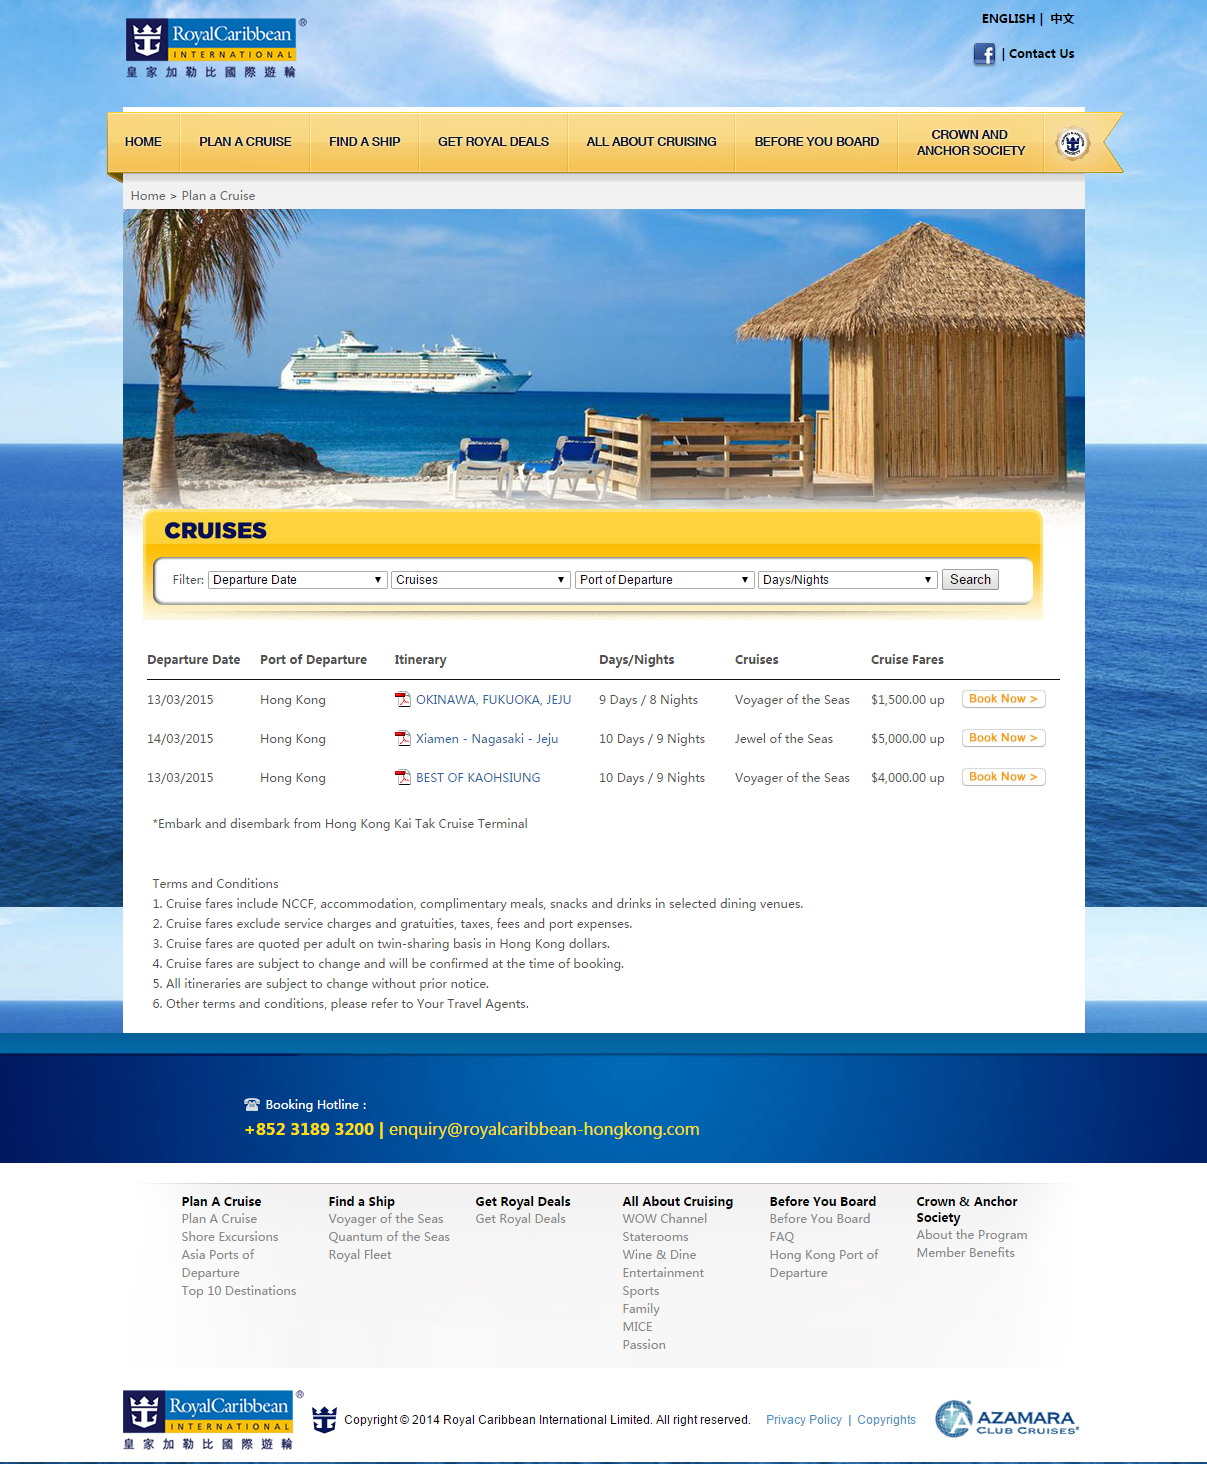 RoyalCaribbean®
INTERNATIONAL
皇家加勒比國際遊輪
ENGLISH | 中文
| Contact Us
HOME
PLAN A CRUISE
FIND A SHIP
GET ROYAL DEALS
ALL ABOUT CRUISING
BEFORE YOU BOARD
CROWN AND
ANCHOR SOCIETY
Home > Plan a Cruise
CRUISES
Filter: Departure Date Cruises Port of Departure Days/Nights Search
Departure Date Port of Departure Itinerary Days/Nights Cruises Cruise Fares
13/03/2015 Hong Kong OKINAWA, FUKUOKA, JEJU 9 Days / 8 Nights Voyager of the Seas $1,500.00 up Book Now >
14/03/2015 Hong Kong Xiamen - Nagasaki - Jeju 10 Days / 9 Nights Jewel of the Seas $5,000.00 up Book Now >
13/03/2015 Hong Kong BEST OF KAOHSIUNG 10 Days / 9 Nights Voyager of the Seas $4,000.00 up Book Now >
*Embark and disembark from Hong Kong Kai Tak Cruise Terminal
Terms and Conditions
1. Cruise fares include NCCF, accommodation, complimentary meals, snacks and drinks in selected dining venues.
2. Cruise fares exclude service charges and gratuities, taxes, fees and port expenses.
3. Cruise fares are quoted per adult on twin-sharing basis in Hong Kong dollars.
4. Cruise fares are subject to change and will be confirmed at the time of booking.
5. All itineraries are subject to change without prior notice.
6. Other terms and conditions, please refer to Your Travel Agents.
Booking Hotline :
+852 3189 3200 | enquiry@royalcaribbean-hongkong.com
Plan A Cruise
Plan A Cruise
Shore Excursions
Asia Ports of
Departure
Top 10 Destinations
Find a Ship
Voyager of the Seas
Quantum of the Seas
Royal Fleet
Get Royal Deals
Get Royal Deals
All About Cruising
WOW Channel
Staterooms
Wine & Dine
Entertainment
Sports
Family
MICE
Passion
Before You Board
Before You Board
FAQ
Hong Kong Port of
Departure
Crown & Anchor
Society
About the Program
Member Benefits
RoyalCaribbean®
INTERNATIONAL
皇家加勒比國際遊輪
Copyright © 2014 Royal Caribbean International Limited. All right reserved. Privacy Policy | Copyrights
AZAMARA
CLUB CRUISES®